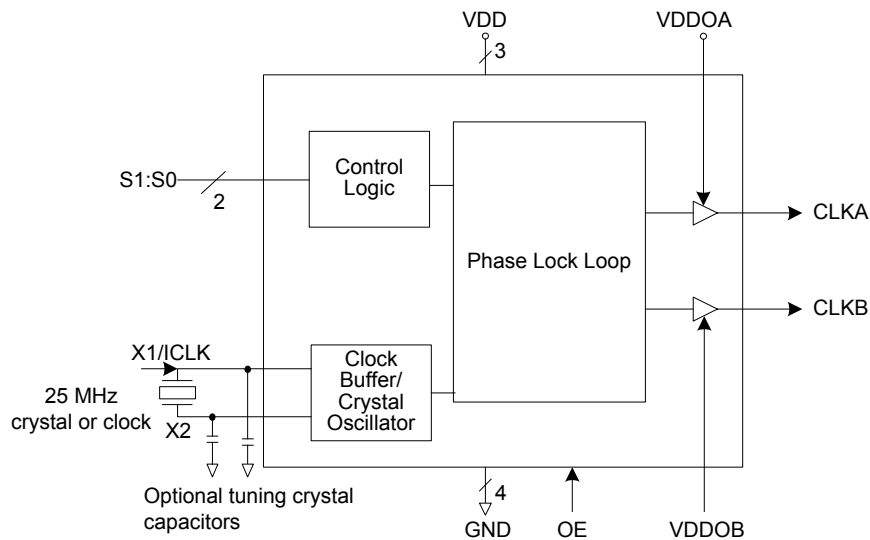 VDD
VDDOA
3
Control
Logic
S1:S0
2
CLKA
Phase Lock Loop
CLKB
X1/ICLK
Clock
Buffer/
Crystal
Oscillator
25 MHz
crystal or clock
X2
Optional tuning crystal
capacitors
4
GND
OE
VDDOB